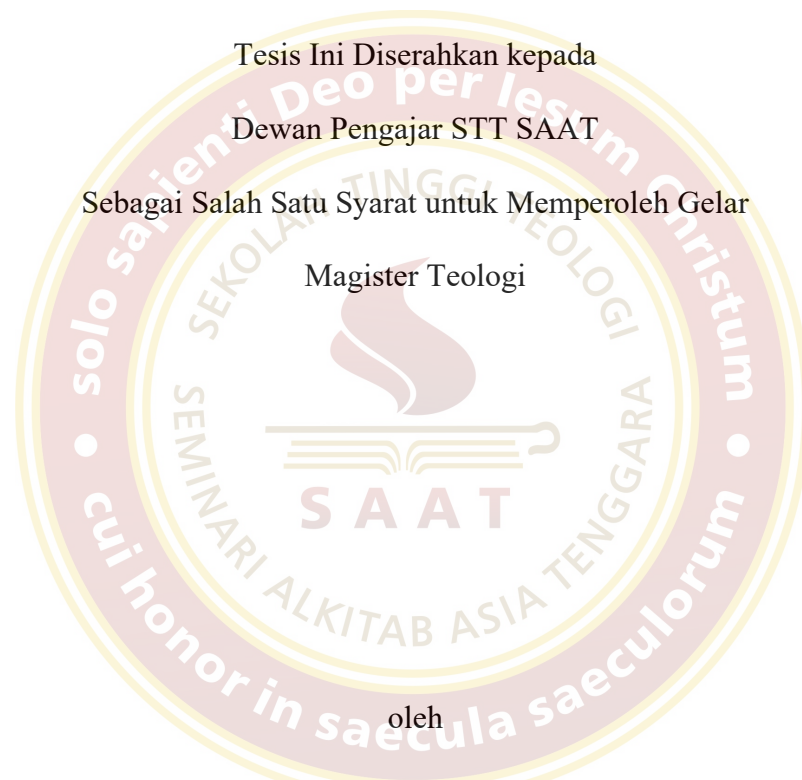 Tesis Ini Diserahkan kepada
Dewan Pengajar STT SAAT
Sebagai Salah Satu Syarat untuk Memperoleh Gelar
Magister Teologi
oleh
solo sapienti Deo per Iesum Christum
cui honor in saecula saeculorum
SEKOLAH TINGGI TEOLOGI
SEMINARI ALKITAB ASIA TENGGARA
SAAT